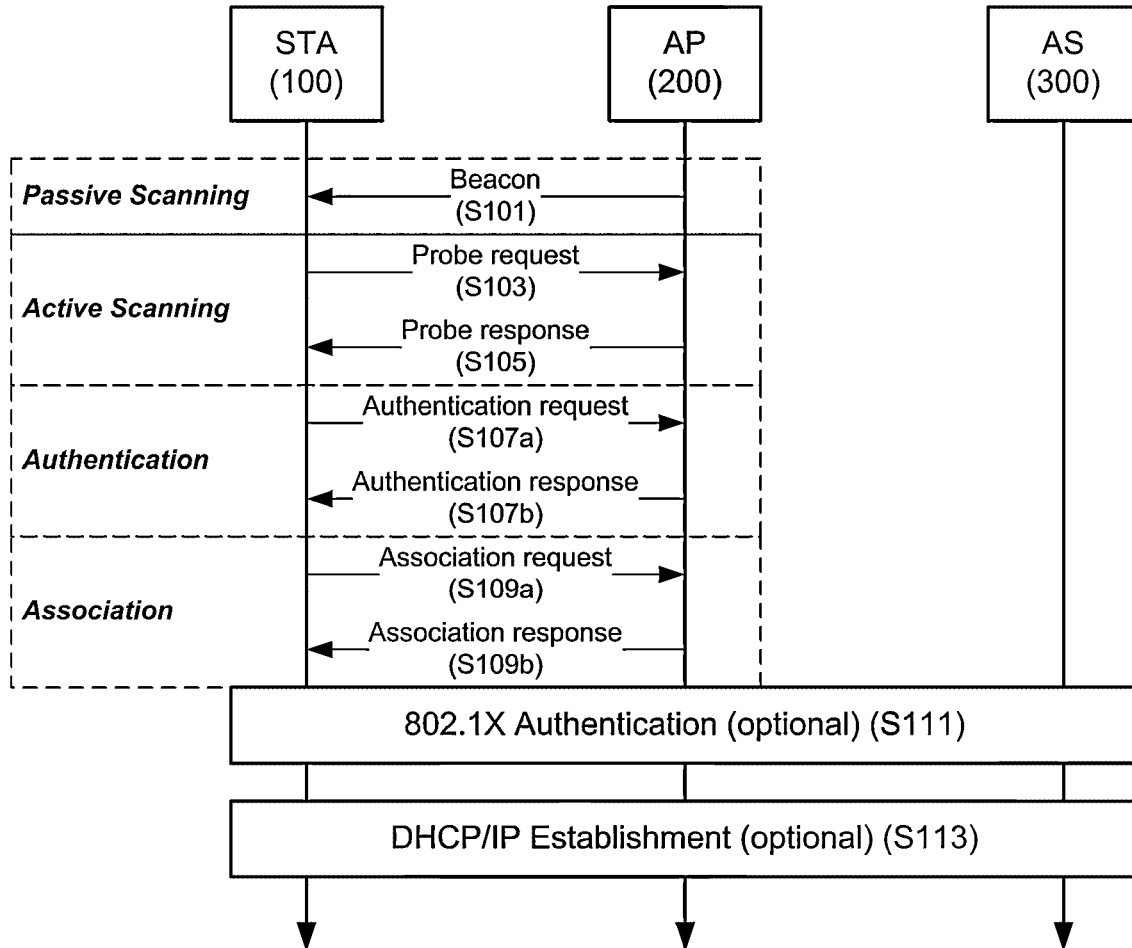 STA
(100)
AP
(200)
AS
(300)
Passive Scanning
Beacon
(S101)
Active Scanning
Probe request
(S103)
Probe response
(S105)
Authentication
Authentication request
(S107a)
Authentication response
(S107b)
Association
Association request
(S109a)
Association response
(S109b)
802.1X Authentication (optional) (S111)
DHCP/IP Establishment (optional) (S113)